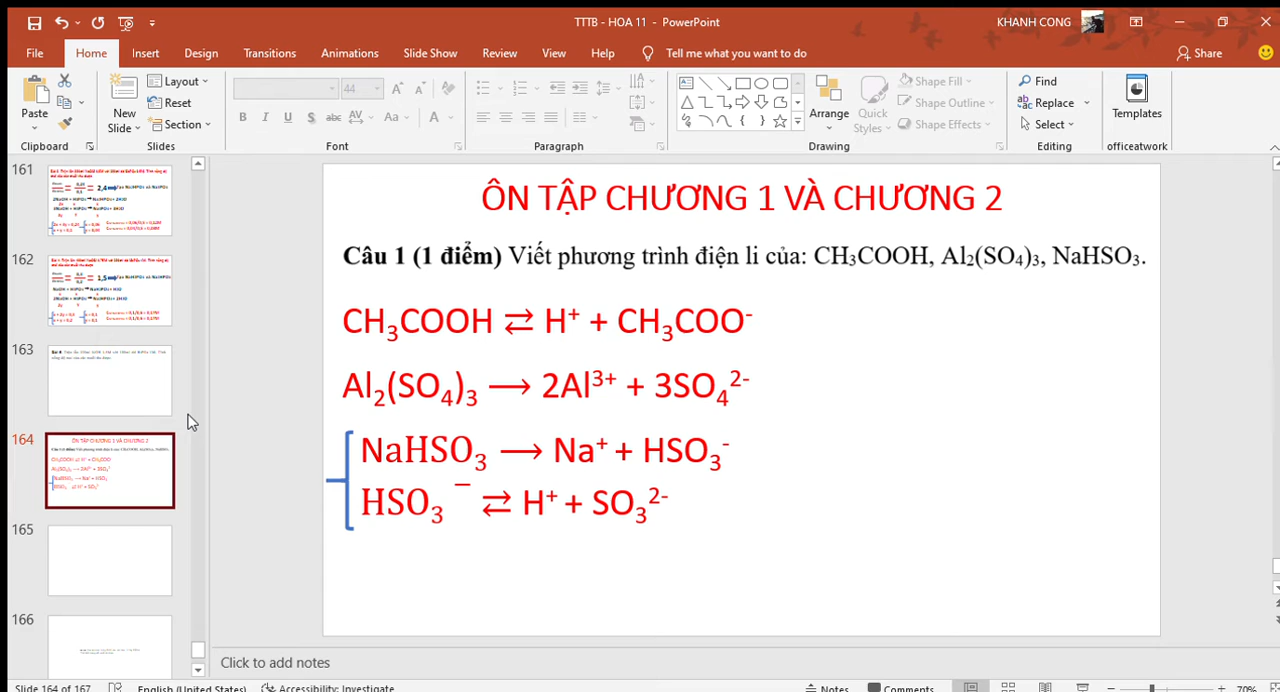 TTTB - HOA 11 - PowerPoint
KHANH CONG
File Home Insert Design Transitions Animations Slide Show Review View Help Tell me what you want to do Share
Paste
Clipboard
New Slide
Layout
Reset
Section
Slides
44
B I U S abc AV Aa A
Font
Paragraph
Arrange
Quick Styles
Shape Fill
Shape Outline
Shape Effects
Drawing
Find
Replace
Select
Editing
Templates
officeatwork
161
162
163
164
165
166
ÔN TẬP CHƯƠNG 1 VÀ CHƯƠNG 2
Câu 1 (1 điểm) Viết phương trình điện li của: CH₃COOH, Al₂(SO₄)₃, NaHSO₃.
CH₃COOH ⇄ H⁺ + CH₃COO⁻
Al₂(SO₄)₃ ⟶ 2Al³⁺ + 3SO₄²⁻
NaHSO₃ ⟶ Na⁺ + HSO₃⁻
HSO₃⁻ ⇄ H⁺ + SO₃²⁻
Click to add notes
Slide 164 of 167 English (United States) Accessibility: Investigate Notes Comments 70%